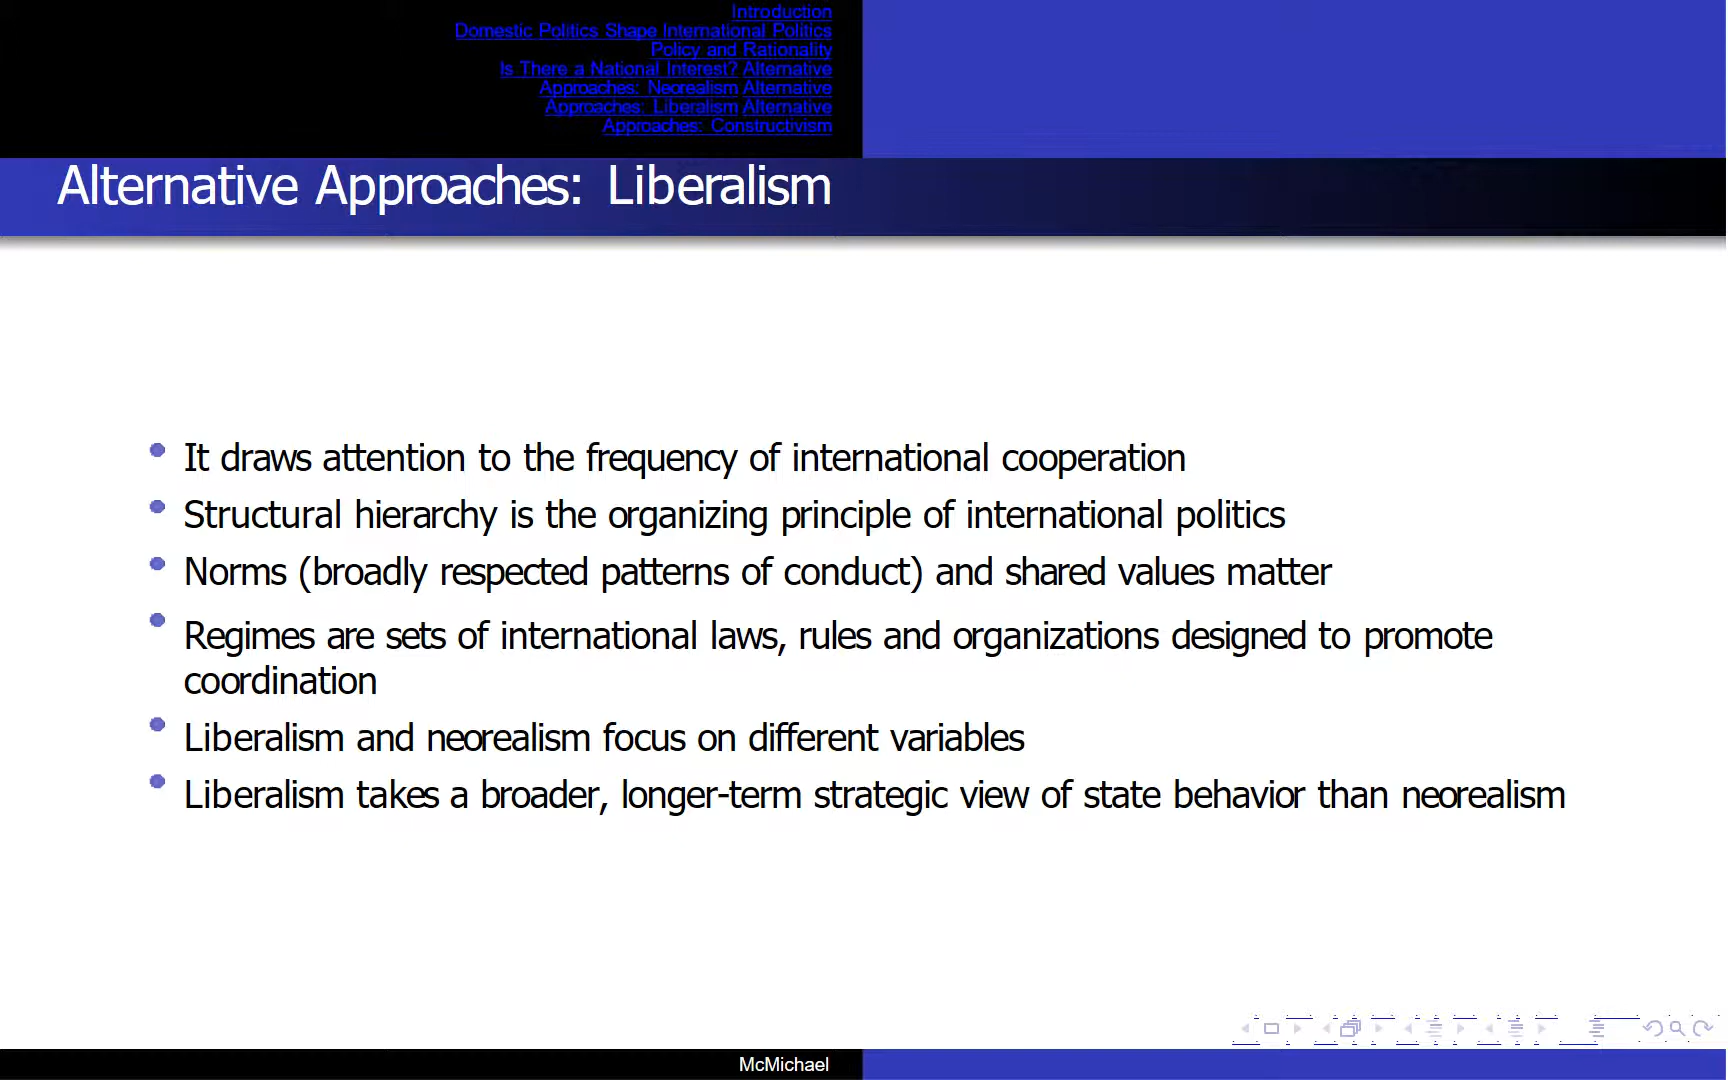 Introduction
Domestic Politics Shape International Politics
Policy and Rationality
Is There a National Interest? Alternative
Approaches: Neorealism Alternative
Approaches: Liberalism Alternative
Approaches: Constructivism
Alternative Approaches: Liberalism
It draws attention to the frequency of international cooperation
Structural hierarchy is the organizing principle of international politics
Norms (broadly respected patterns of conduct) and shared values matter
Regimes are sets of international laws, rules and organizations designed to promote
coordination
Liberalism and neorealism focus on different variables
Liberalism takes a broader, longer-term strategic view of state behavior than neorealism
McMichael